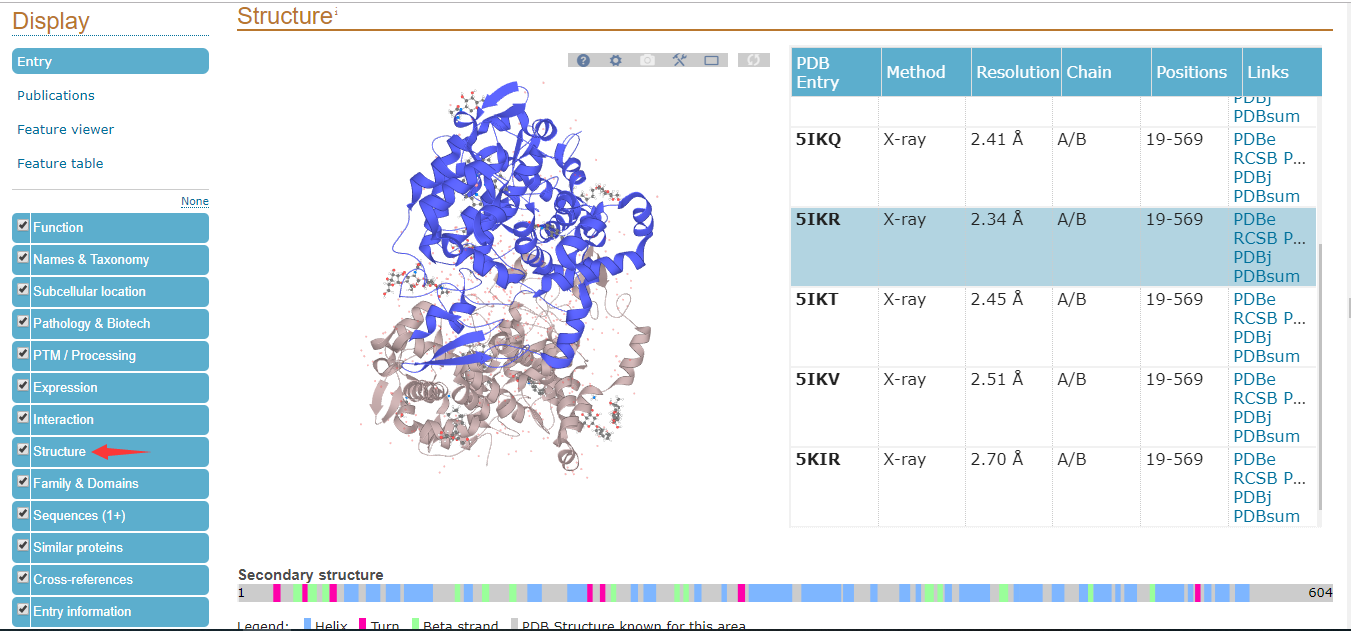 Display
Entry
Publications
Feature viewer
Feature table
None
Function
Names & Taxonomy
Subcellular location
Pathology & Biotech
PTM / Processing
Expression
Interaction
Structure
Family & Domains
Sequences (1+)
Similar proteins
Cross-references
Entry information
Structure i
PDB Entry Method Resolution Chain Positions Links
PDBj
PDBsum
5IKQ X-ray 2.41 Å A/B 19-569 PDBe
RCSB P...
PDBj
PDBsum
5IKR X-ray 2.34 Å A/B 19-569 PDBe
RCSB P...
PDBj
PDBsum
5IKT X-ray 2.45 Å A/B 19-569 PDBe
RCSB P...
PDBj
PDBsum
5IKV X-ray 2.51 Å A/B 19-569 PDBe
RCSB P...
PDBj
PDBsum
5KIR X-ray 2.70 Å A/B 19-569 PDBe
RCSB P...
PDBj
PDBsum
Secondary structure
1 604
Legend: Helix Turn Beta strand PDB Structure known for this area